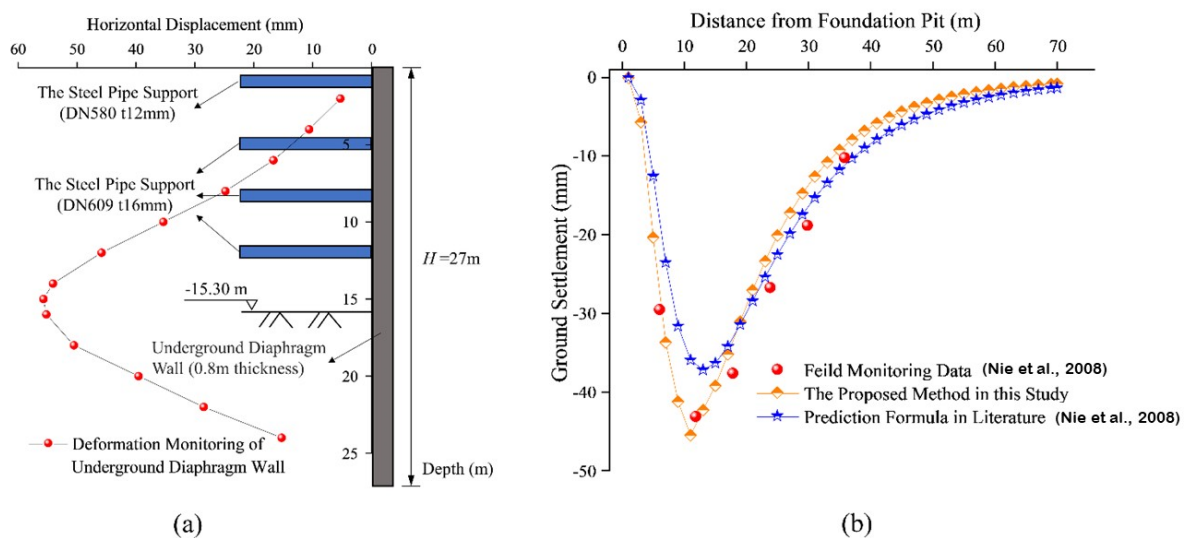 Horizontal Displacement (mm)
60 50 40 30 20 10 0
The Steel Pipe Support
(DN580 t12mm)
5
The Steel Pipe Support
(DN609 t16mm)
10
H=27m
-15.30 m
15
Underground Diaphragm
Wall (0.8m thickness)
20
Deformation Monitoring of
Underground Diaphragm Wall
25
Depth (m)
(a)
Distance from Foundation Pit (m)
0 10 20 30 40 50 60 70
Ground Settlement (mm)
0
-10
-20
-30
-40
-50
Feild Monitoring Data (Nie et al., 2008)
The Proposed Method in this Study
Prediction Formula in Literature (Nie et al., 2008)
(b)